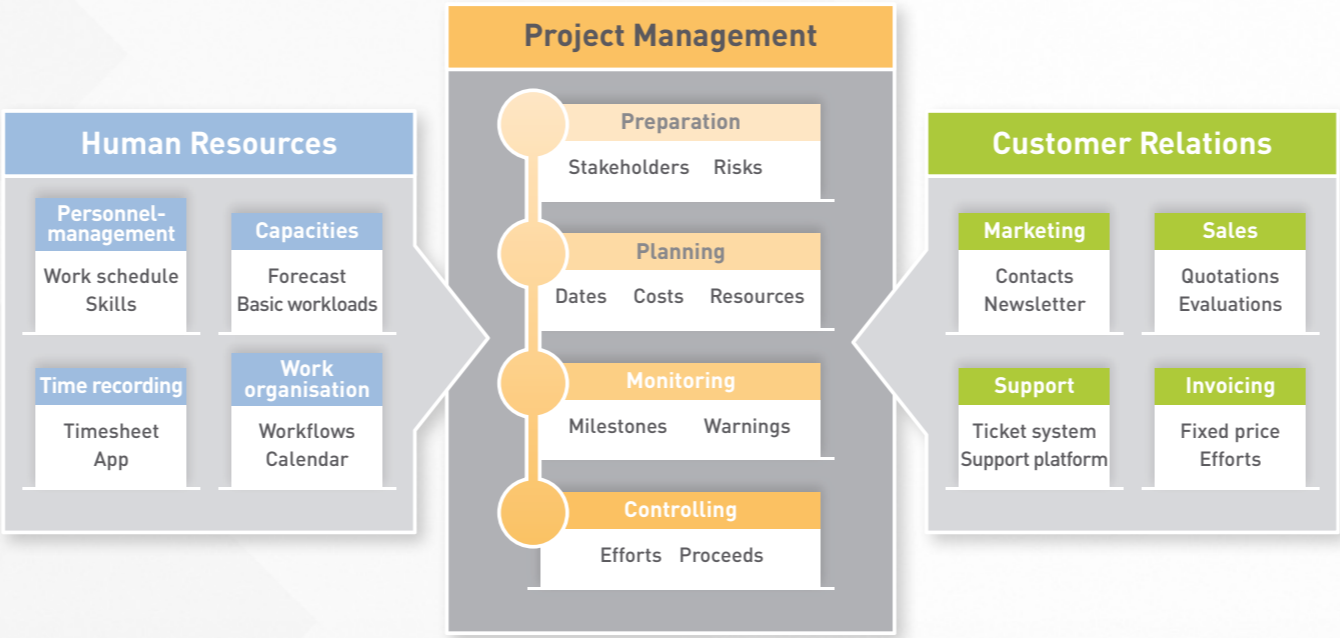 Project Management
Human Resources
Personnel-
management
Work schedule
Skills
Capacities
Forecast
Basic workloads
Time recording
Timesheet
App
Work
organisation
Workflows
Calendar
Preparation
Stakeholders Risks
Planning
Dates Costs Resources
Monitoring
Milestones Warnings
Controlling
Efforts Proceeds
Customer Relations
Marketing
Contacts
Newsletter
Sales
Quotations
Evaluations
Support
Ticket system
Support platform
Invoicing
Fixed price
Efforts